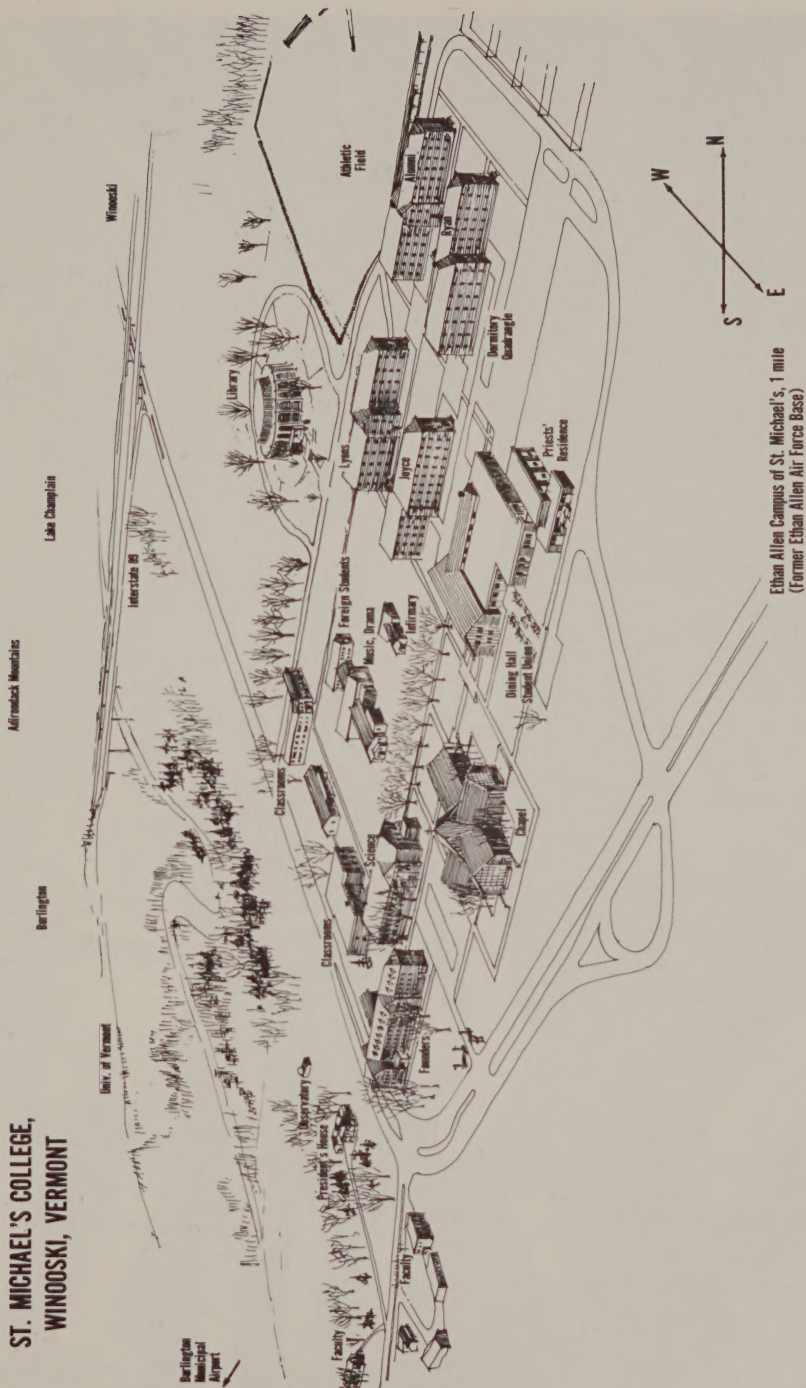 ST. MICHAEL'S COLLEGE,
WINOOSKI, VERMONT
Adirondack Mountains
Lake Champlain
Burlington
Winooski
Univ. of Vermont
Interstate 89
Burlington
Municipal
Airport
Library
Athletic
Field
Alumni
Ryan
Lyons
Joyce
Dormitory
Quadrangle
Foreign Students
Music, Drama
Infirmary
Classrooms
Classrooms
Science
Priests'
Residence
Dining Hall
Student Union
Chapel
Founders
Observatory
President's House
Faculty
Faculty
W
N
S
E
Ethan Allen Campus of St. Michael's, 1 mile
(Former Ethan Allen Air Force Base)